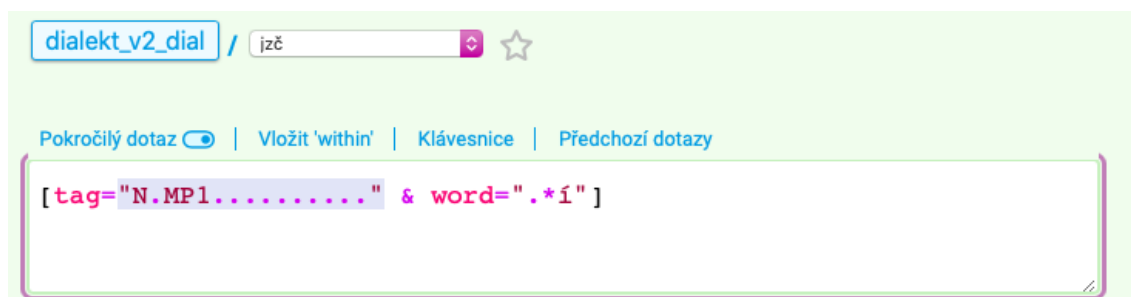 dialekt_v2_dial / jzč
Pokročilý dotaz | Vložit 'within' | Klávesnice | Předchozí dotazy
[tag="N.MP1.........." & word=".*í"]